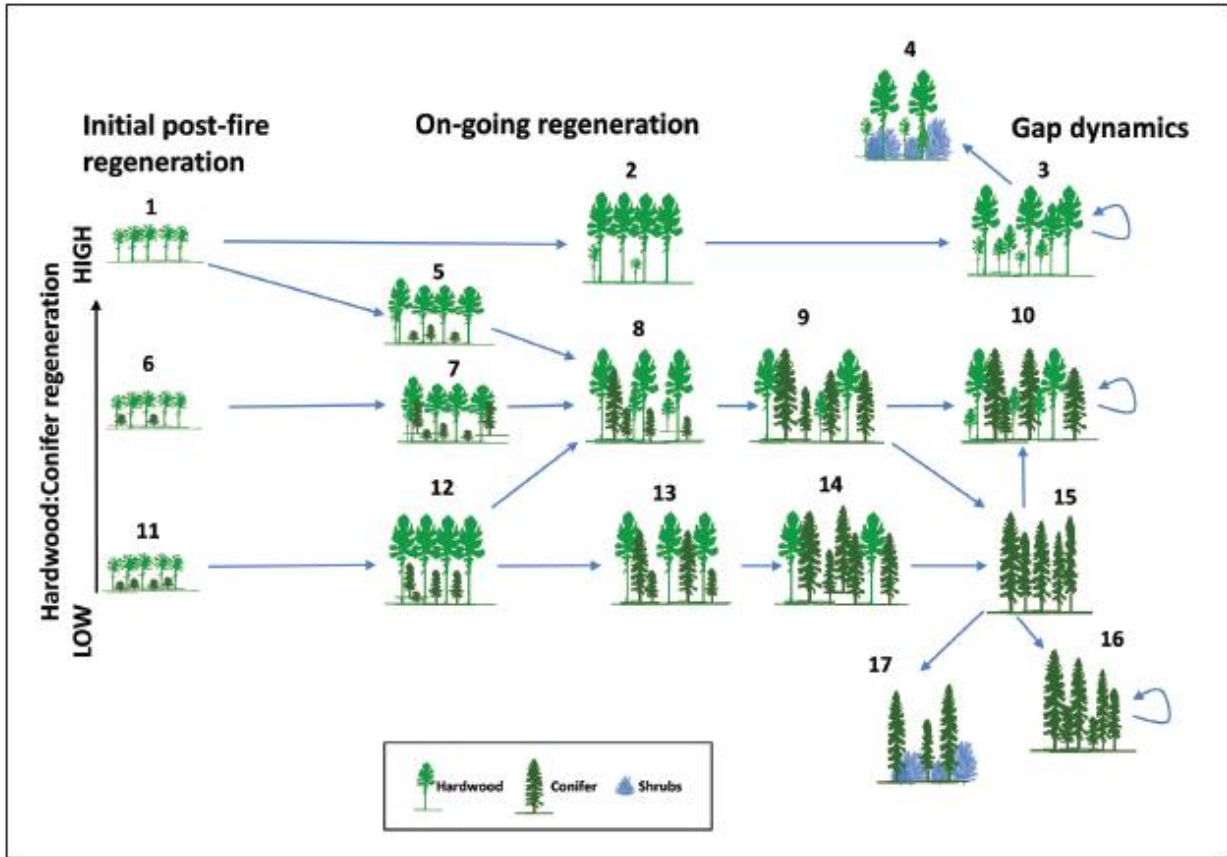 Initial post-fire
regeneration
On-going regeneration
Gap dynamics
Hardwood:Conifer regeneration
HIGH
LOW
1
2
3
4
5
6
7
8
9
10
11
12
13
14
15
16
17
Hardwood
Conifer
Shrubs